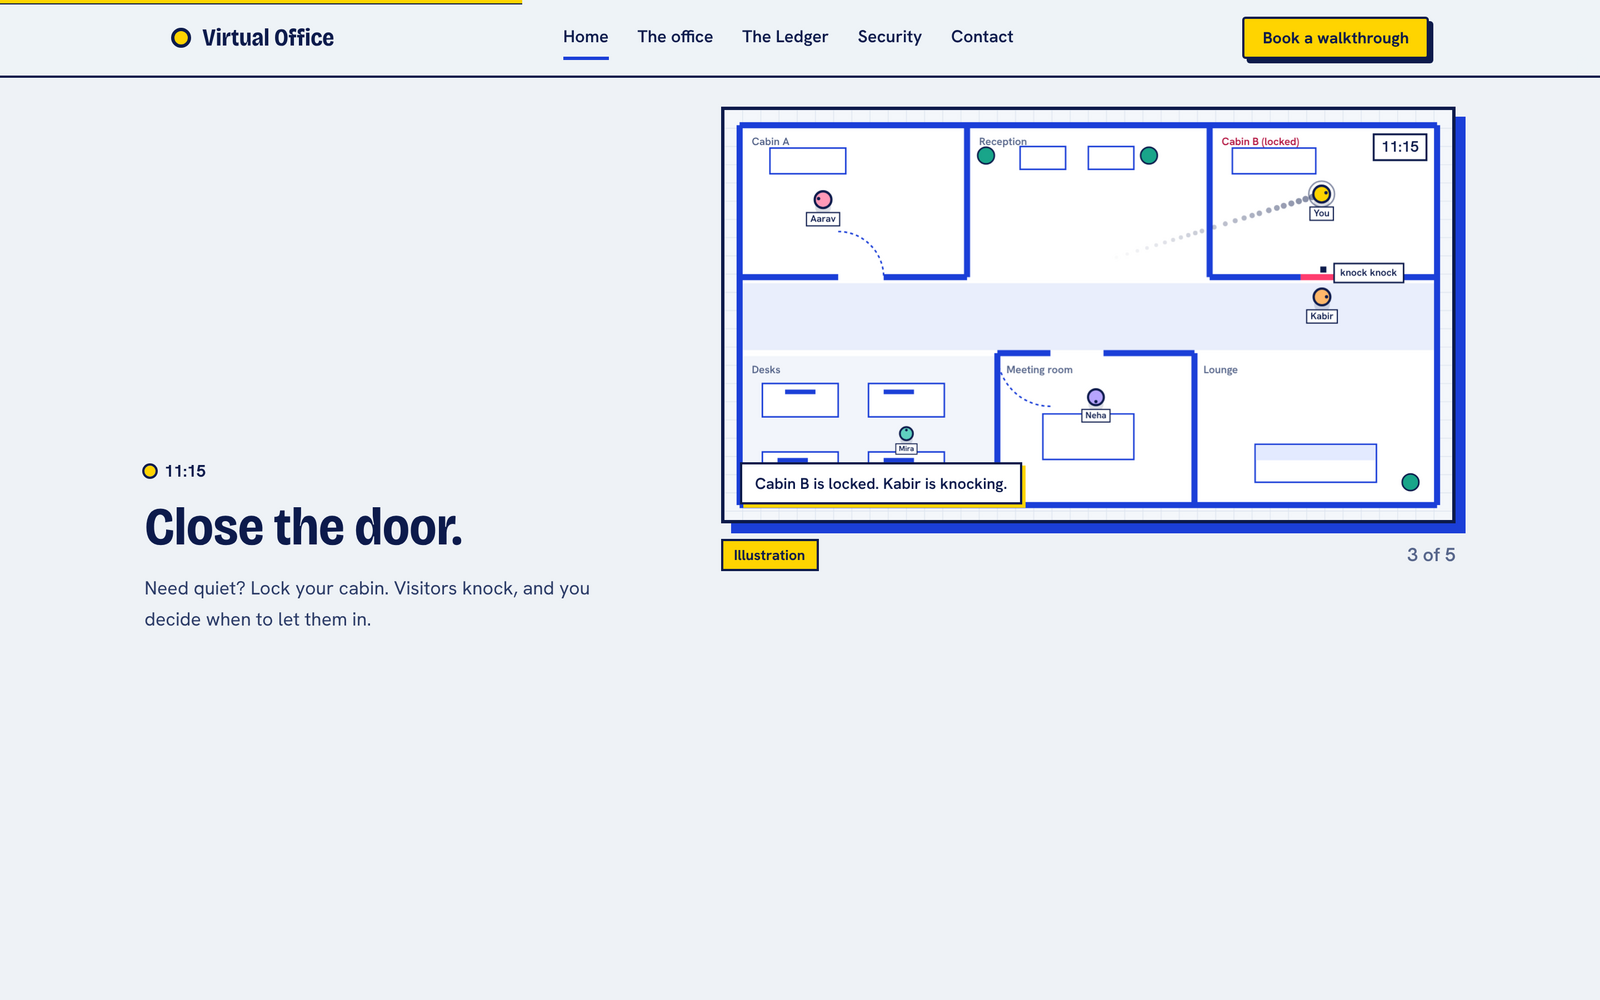 Virtual Office
Home
The office
The Ledger
Security
Contact
Book a walkthrough
11:15
Close the door.
Need quiet? Lock your cabin. Visitors knock, and you
decide when to let them in.
Cabin A
Reception
Cabin B (locked)
11:15
Aarav
You
knock knock
Kabir
Desks
Meeting room
Lounge
Neha
Mira
Cabin B is locked. Kabir is knocking.
Illustration
3 of 5